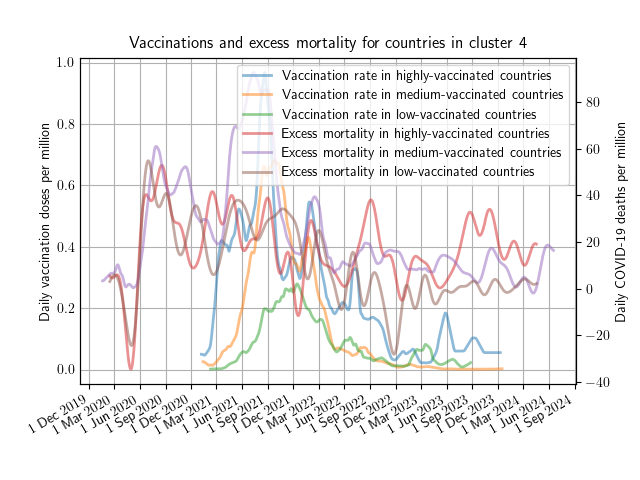 Vaccinations and excess mortality for countries in cluster 4
Vaccination rate in highly-vaccinated countries
Vaccination rate in medium-vaccinated countries
Vaccination rate in low-vaccinated countries
Excess mortality in highly-vaccinated countries
Excess mortality in medium-vaccinated countries
Excess mortality in low-vaccinated countries
Daily vaccination doses per million
1.0
0.8
0.6
0.4
0.2
0.0
Daily COVID-19 deaths per million
80
60
40
20
0
−20
−40
1 Dec 2019
1 Mar 2020
1 Jun 2020
1 Sep 2020
1 Dec 2020
1 Mar 2021
1 Jun 2021
1 Sep 2021
1 Dec 2021
1 Mar 2022
1 Jun 2022
1 Sep 2022
1 Dec 2022
1 Mar 2023
1 Jun 2023
1 Sep 2023
1 Dec 2023
1 Mar 2024
1 Jun 2024
1 Sep 2024